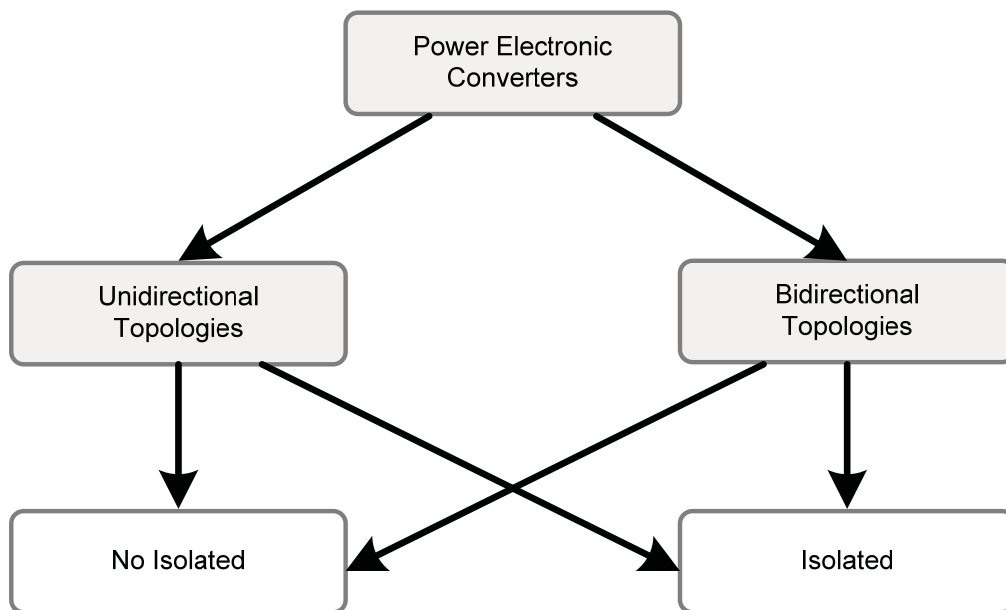 Power Electronic
Converters
Unidirectional
Topologies
Bidirectional
Topologies
No Isolated
Isolated